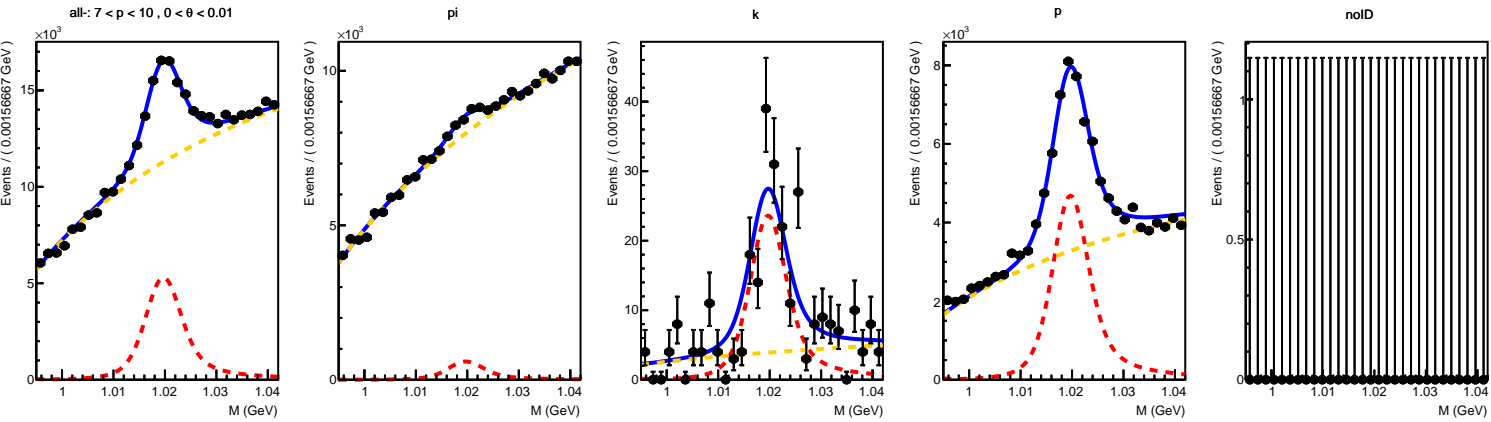 all-: 7 < p < 10 , 0 < θ < 0.01
×10³
Events / ( 0.00156667 GeV )
15
10
5
0
1 1.01 1.02 1.03 1.04
M (GeV)
pi
×10³
Events / ( 0.00156667 GeV )
10
5
0
1 1.01 1.02 1.03 1.04
M (GeV)
k
Events / ( 0.00156667 GeV )
40
30
20
10
0
1 1.01 1.02 1.03 1.04
M (GeV)
p
×10³
Events / ( 0.00156667 GeV )
8
6
4
2
0
1 1.01 1.02 1.03 1.04
M (GeV)
noID
Events / ( 0.00156667 GeV )
1
0.5
0
1 1.01 1.02 1.03 1.04
M (GeV)